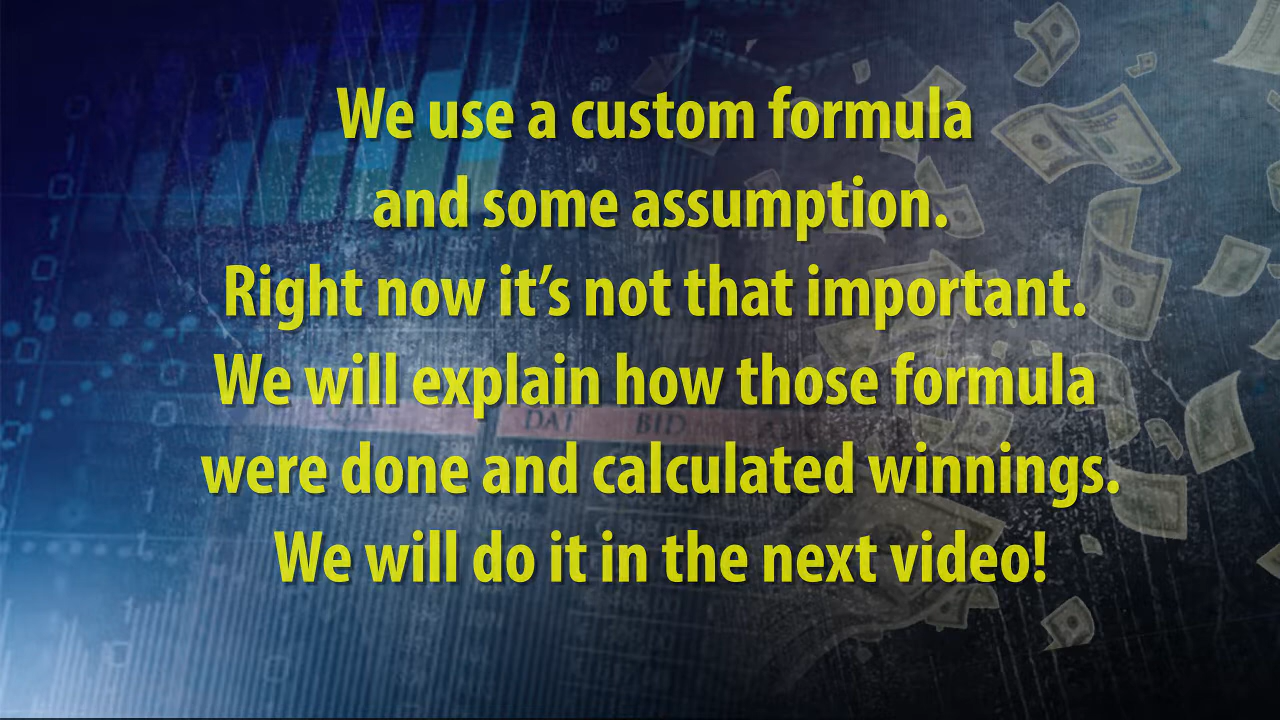 We use a custom formula
and some assumption.
Right now it’s not that important.
We will explain how those formula
were done and calculated winnings.
We will do it in the next video!